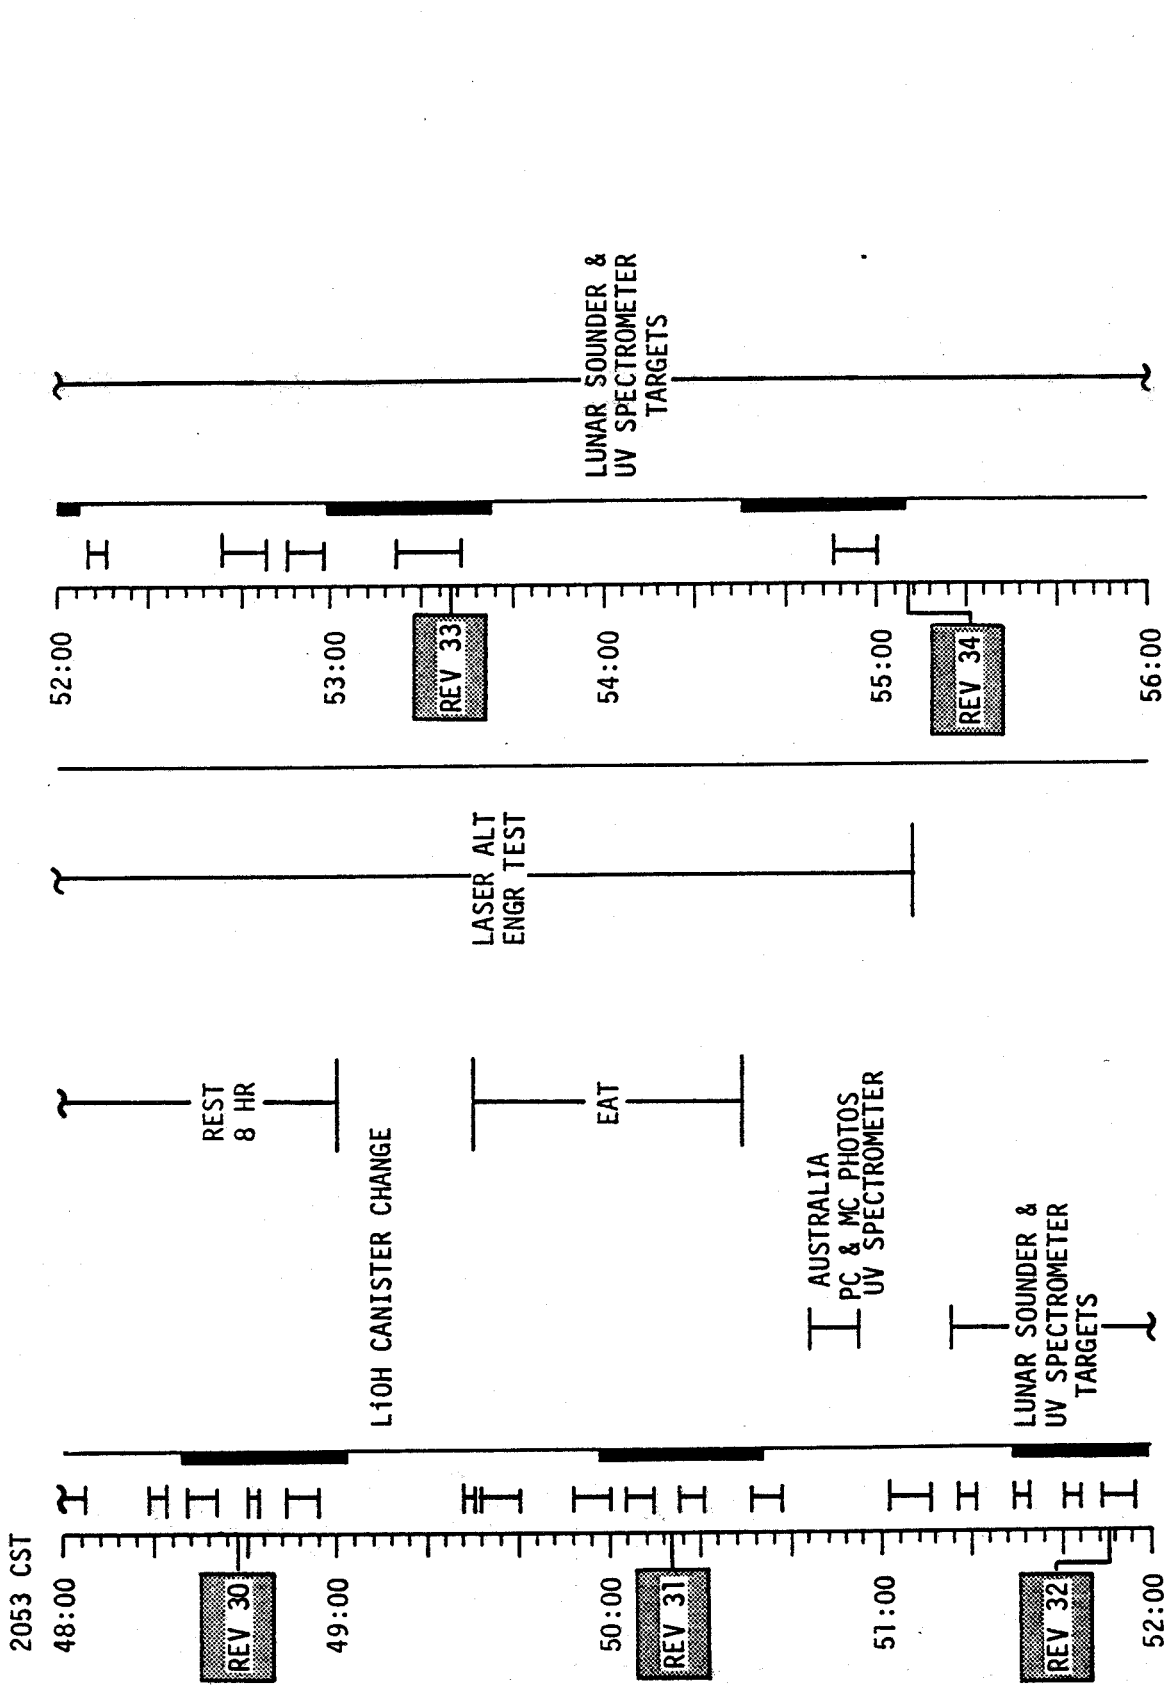 2053 CST
48:00
REV 30
49:00
50:00
REV 31
51:00
REV 32
52:00
REST
8 HR
LiOH CANISTER CHANGE
EAT
AUSTRALIA
PC & MC PHOTOS
UV SPECTROMETER
LUNAR SOUNDER &
UV SPECTROMETER
TARGETS
LASER ALT
ENGR TEST
52:00
53:00
REV 33
54:00
55:00
REV 34
56:00
LUNAR SOUNDER &
UV SPECTROMETER
TARGETS